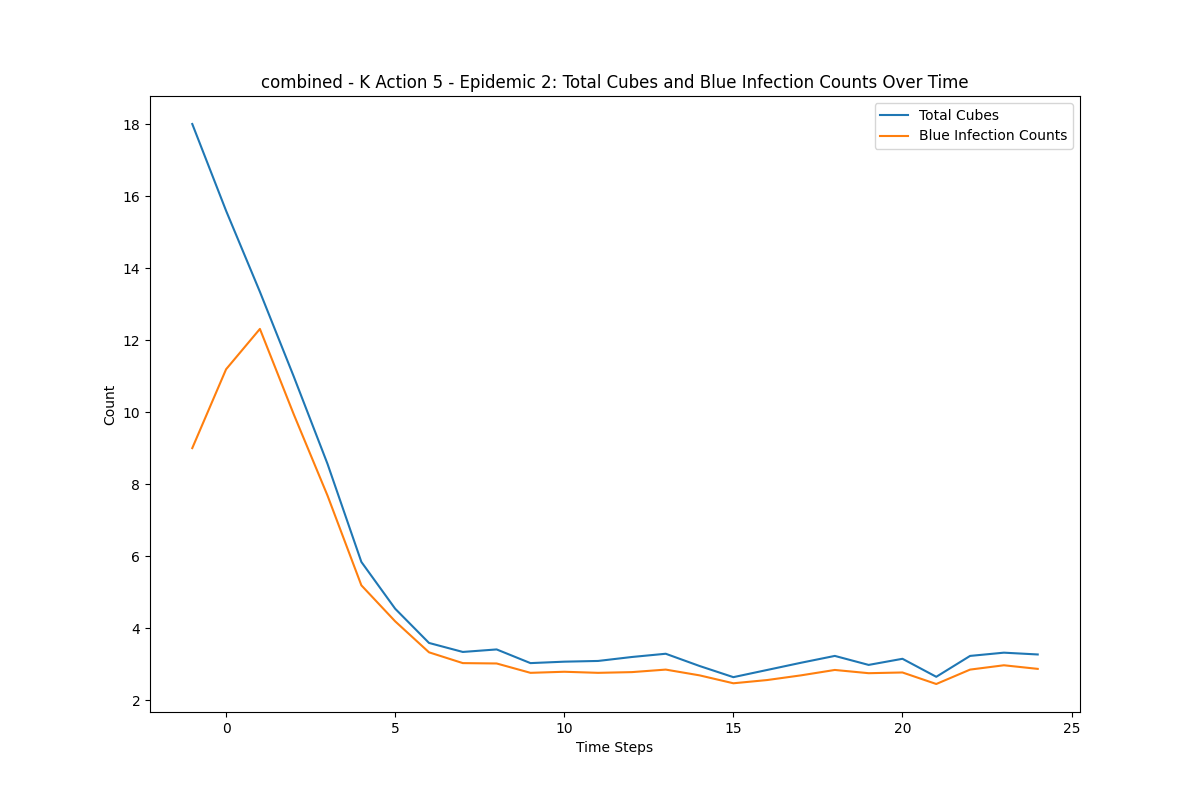 combined - K Action 5 - Epidemic 2: Total Cubes and Blue Infection Counts Over Time
Total Cubes
Blue Infection Counts
18
16
14
12
10
8
6
4
2
Count
0 5 10 15 20 25
Time Steps